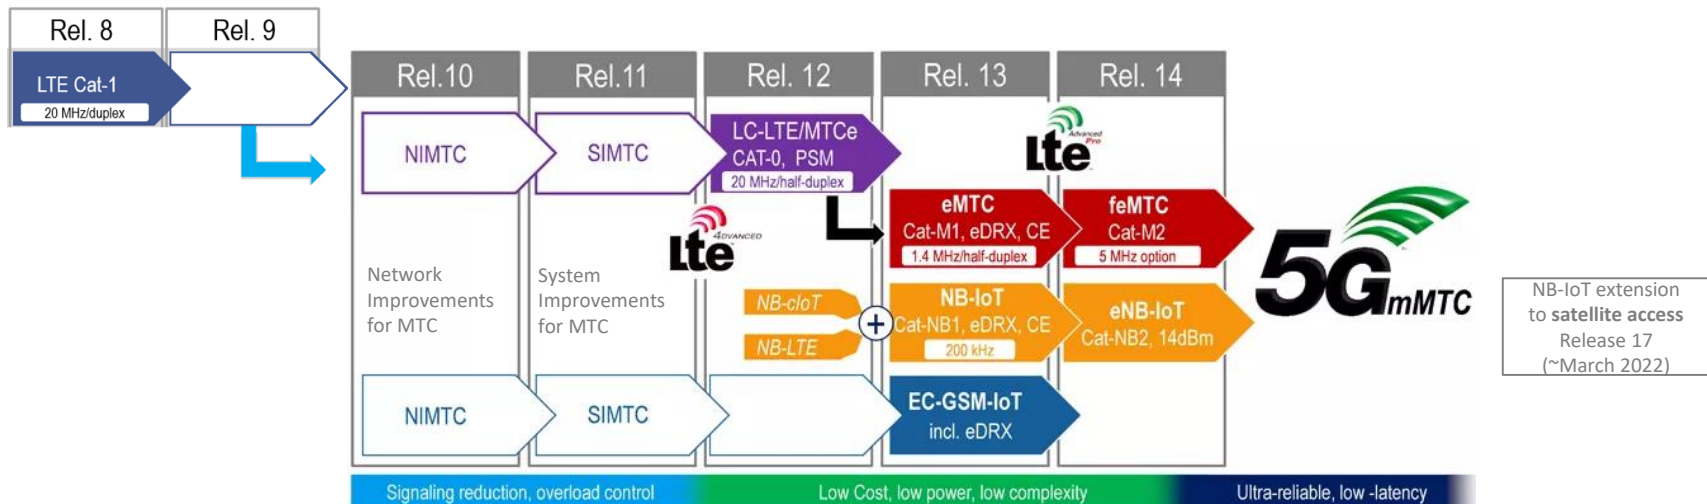 Rel. 8
Rel. 9
LTE Cat-1
20 MHz/duplex
Rel.10
Rel.11
Rel. 12
Rel. 13
Rel. 14
NIMTC
SIMTC
LC-LTE/MTCe
CAT-0, PSM
20 MHz/half-duplex
Lte
Advanced
Pro
eMTC
Cat-M1, eDRX, CE
1.4 MHz/half-duplex
feMTC
Cat-M2
5 MHz option
Lte
4DVANCED
Network
Improvements
for MTC
System
Improvements
for MTC
NB-cIoT
NB-LTE
+
NB-IoT
Cat-NB1, eDRX, CE
200 kHz
eNB-IoT
Cat-NB2, 14dBm
5G
mMTC
NB-IoT extension
to satellite access
Release 17
(~March 2022)
NIMTC
SIMTC
EC-GSM-IoT
incl. eDRX
Signaling reduction, overload control
Low Cost, low power, low complexity
Ultra-reliable, low -latency